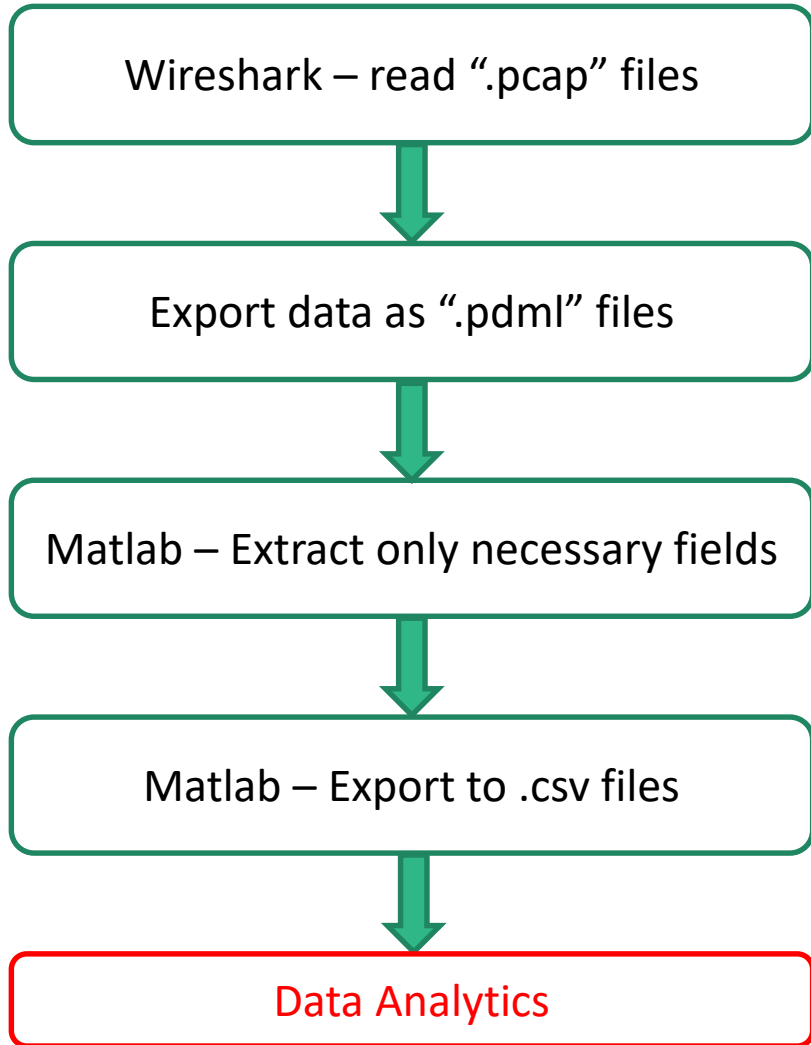 Wireshark – read “.pcap” files
Export data as “.pdml” files
Matlab – Extract only necessary fields
Matlab – Export to .csv files
Data Analytics